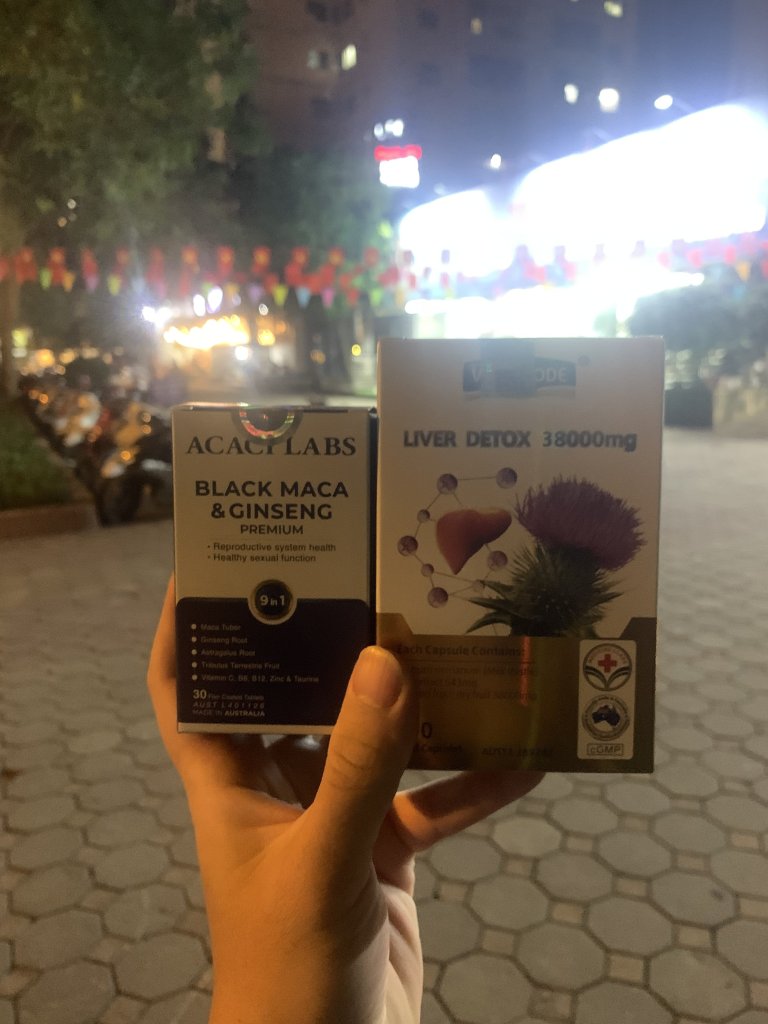 ACACI LABS
BLACK MACA
& GINSENG
PREMIUM
- Reproductive system health
- Healthy sexual function
9 in 1
Maca Tuber
Ginseng Root
Astragalus Root
Tribulus Terrestris Fruit
Vitamin C, B6, B12, Zinc & Taurine
30 Film Coated Tablets
AUST L401126
MADE IN AUSTRALIA
LIVER DETOX 38000mg
Each Capsule Contains:
cGMP